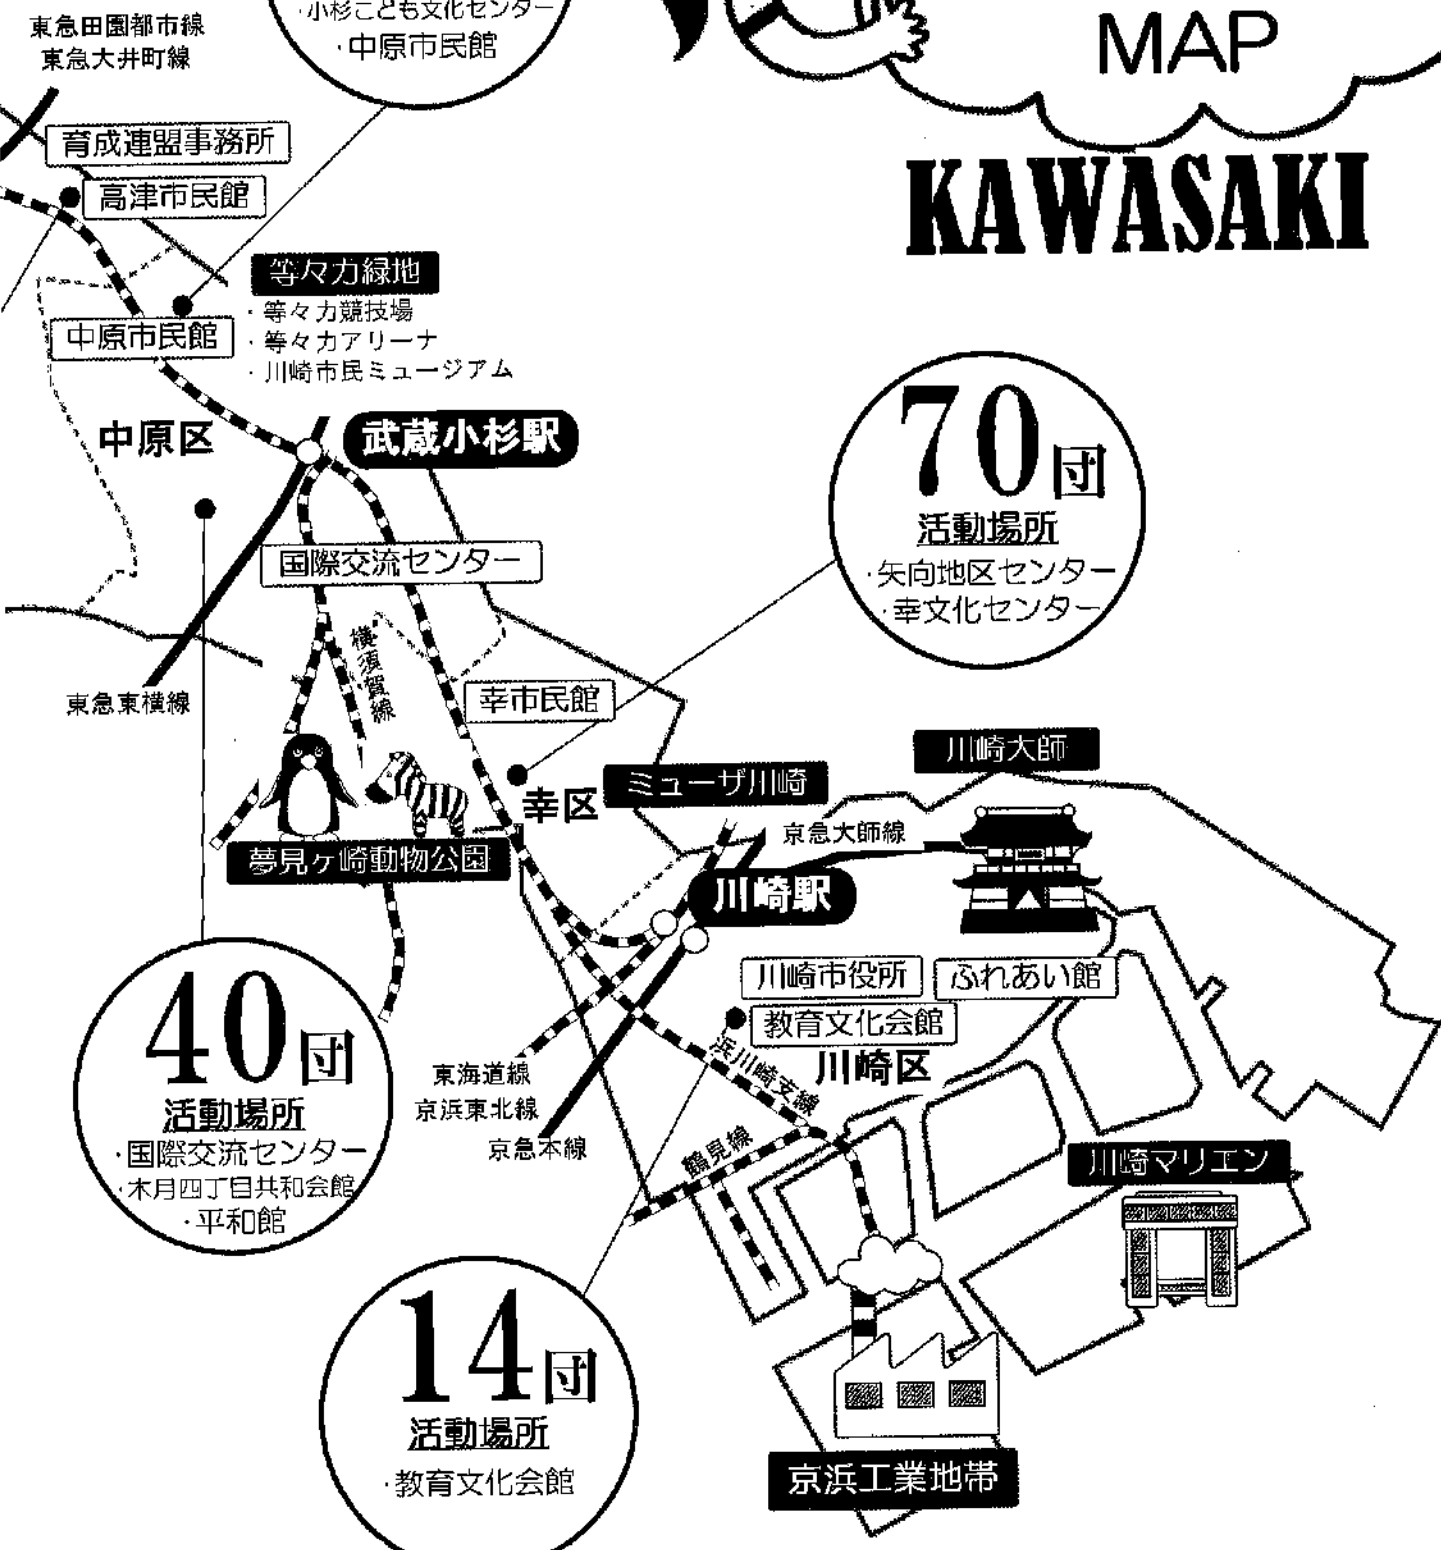 東急田園都市線
東急大井町線
・小杉こども文化センター
・中原市民館
MAP
KAWASAKI
育成連盟事務所
高津市民館
等々力緑地
・等々力競技場
・等々力アリーナ
・川崎市民ミュージアム
中原市民館
中原区
武蔵小杉駅
70団
活動場所
・矢向地区センター
・幸文化センター
国際交流センター
横須賀線
東急東横線
幸市民館
川崎大師
ミューザ川崎
幸区
京急大師線
夢見ヶ崎動物公園
川崎駅
川崎市役所
ふれあい館
教育文化会館
川崎区
浜川崎支線
東海道線
京浜東北線
京急本線
鶴見線
40団
活動場所
・国際交流センター
・木月四丁目共和会館
・平和館
川崎マリエン
14団
活動場所
・教育文化会館
京浜工業地帯